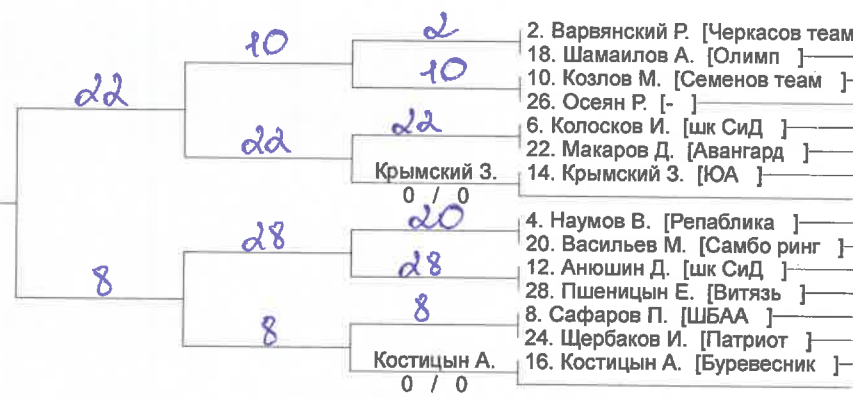 2
2. Варвянский Р. [Черкасов теам
10
18. Шамаилов А. [Олимп ]
10
10. Козлов М. [Семенов теам ]
22
26. Осеян Р. [- ]
22
6. Колосков И. [шк СиД ]
22
22. Макаров Д. [Авангард ]
Крымский З.
14. Крымский З. [ЮА ]
0 / 0
20
4. Наумов В. [Репаблика ]
28
20. Васильев М. [Самбо ринг ]
28
12. Анюшин Д. [шк СиД ]
8
28. Пшеницын Е. [Витязь ]
8
8. Сафаров П. [ШБАА ]
8
24. Щербаков И. [Патриот ]
Костицын А.
16. Костицын А. [Буревесник ]
0 / 0